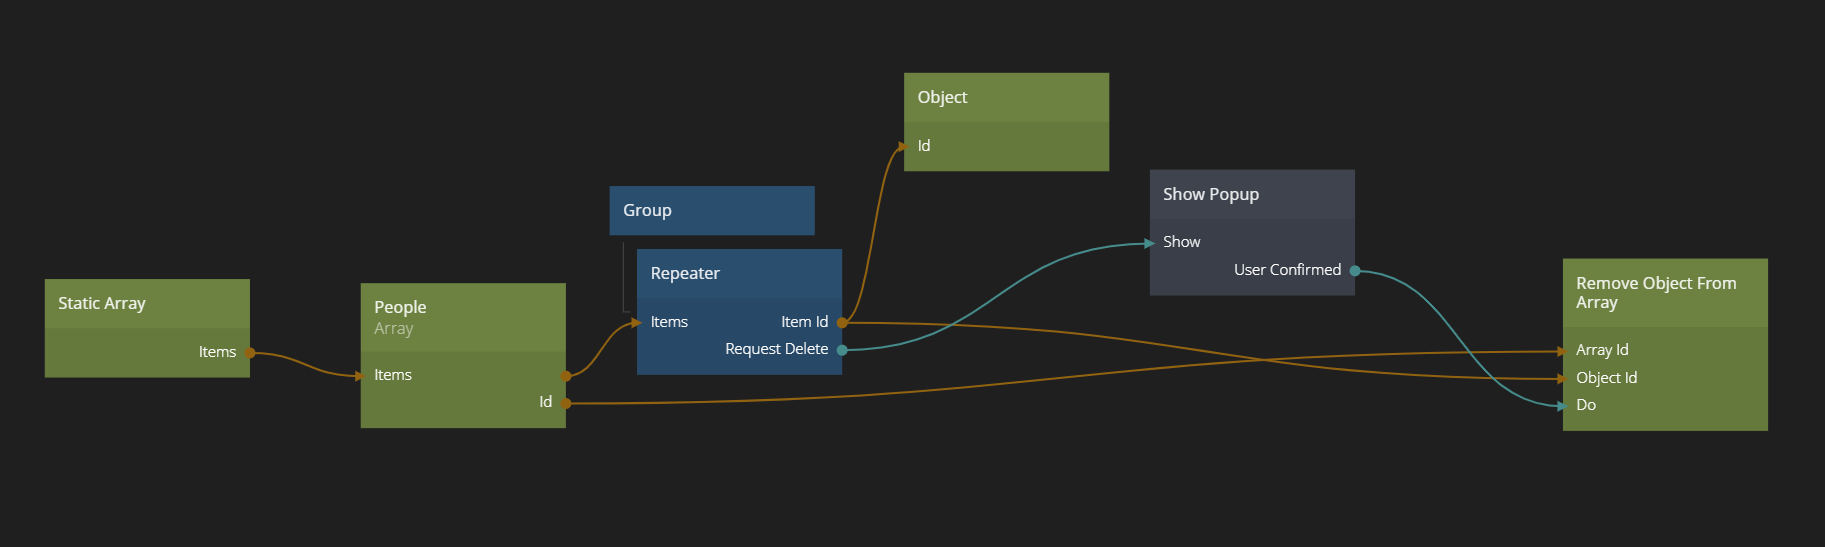 Static Array
Items
People
Array
Items
Id
Group
Repeater
Items
Item Id
Request Delete
Object
Id
Show Popup
Show
User Confirmed
Remove Object From
Array
Array Id
Object Id
Do